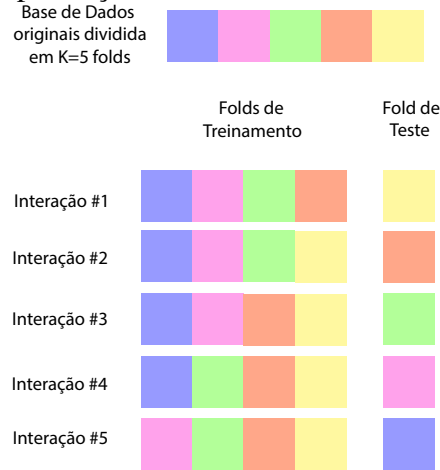 Base de Dados
originais dividida
em K=5 folds
Folds de
Treinamento
Fold de
Teste
Interação #1
Interação #2
Interação #3
Interação #4
Interação #5